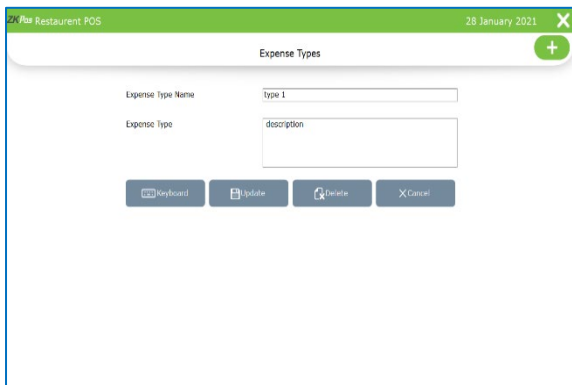 ZKPos Restaurent POS 28 January 2021
Expense Types
Expense Type Name type 1
Expense Type description
Keyboard Update Delete Cancel